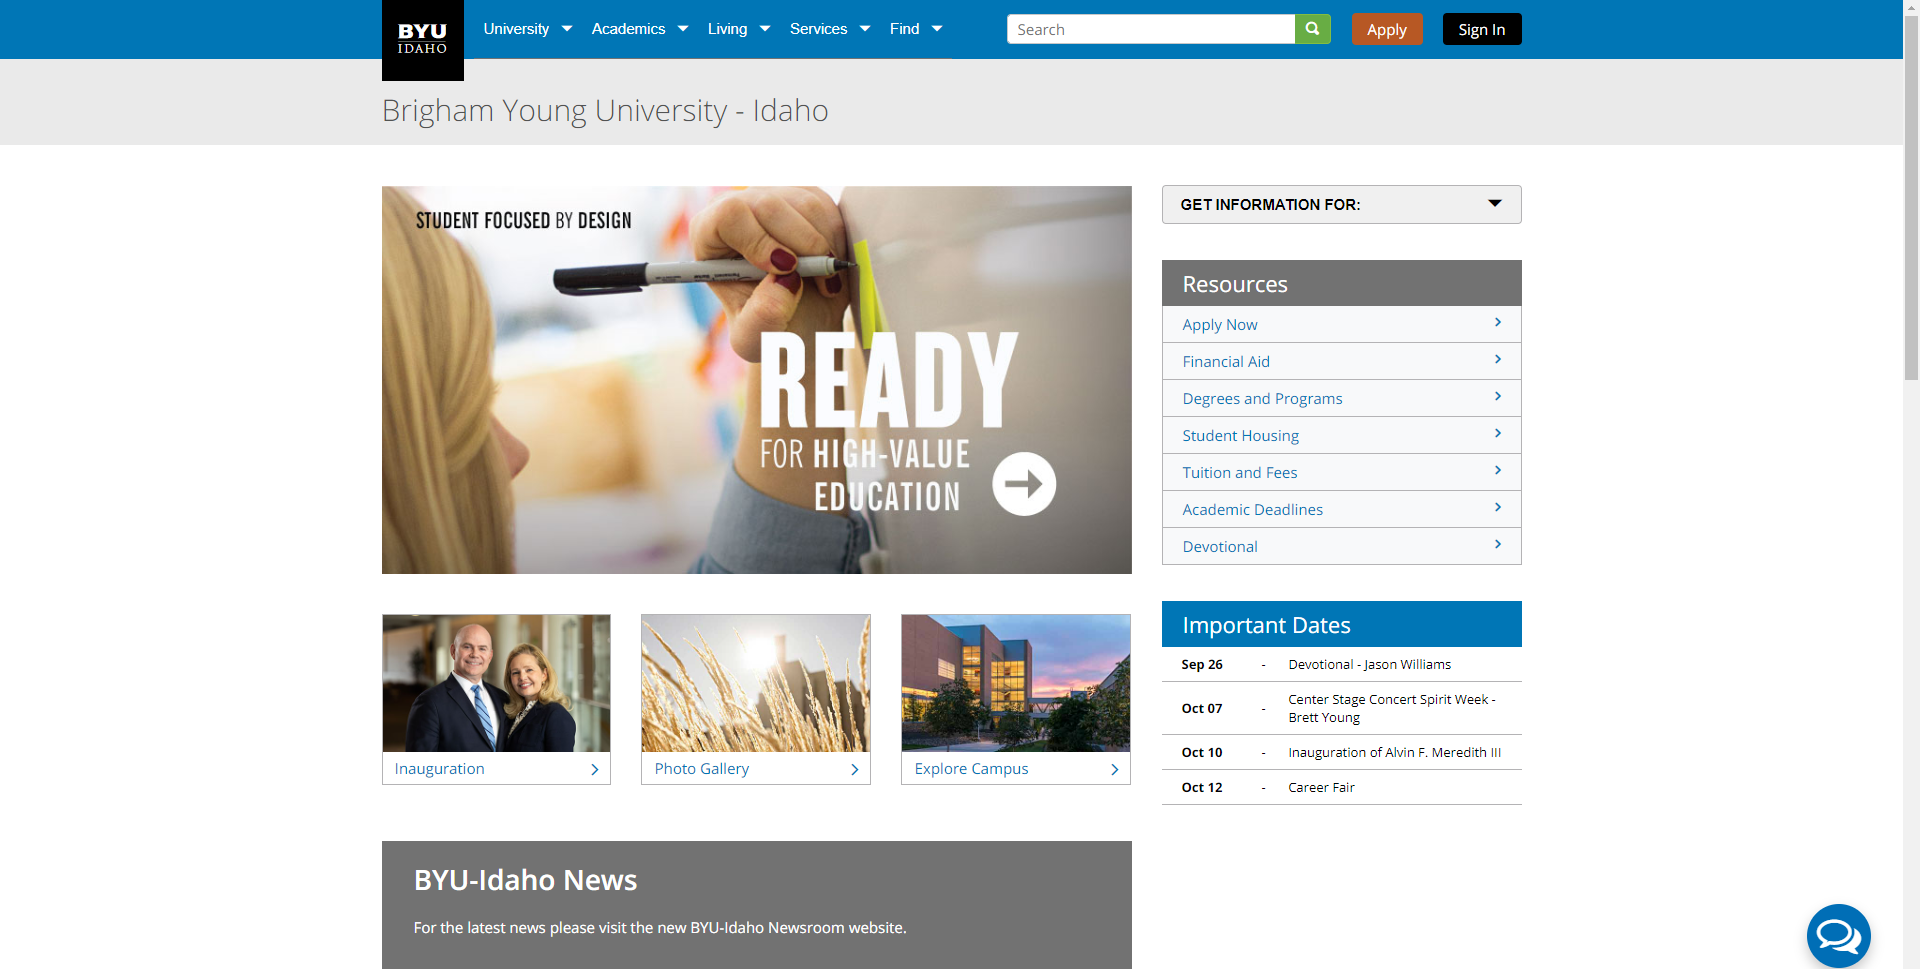 BYU
IDAHO
University
Academics
Living
Services
Find
Search
Apply
Sign In
Brigham Young University - Idaho
STUDENT FOCUSED BY DESIGN
READY
FOR HIGH-VALUE
EDUCATION
GET INFORMATION FOR:
Resources
Apply Now
Financial Aid
Degrees and Programs
Student Housing
Tuition and Fees
Academic Deadlines
Devotional
Inauguration
Photo Gallery
Explore Campus
Important Dates
Sep 26 - Devotional - Jason Williams
Oct 07 - Center Stage Concert Spirit Week -
Brett Young
Oct 10 - Inauguration of Alvin F. Meredith III
Oct 12 - Career Fair
BYU-Idaho News
For the latest news please visit the new BYU-Idaho Newsroom website.